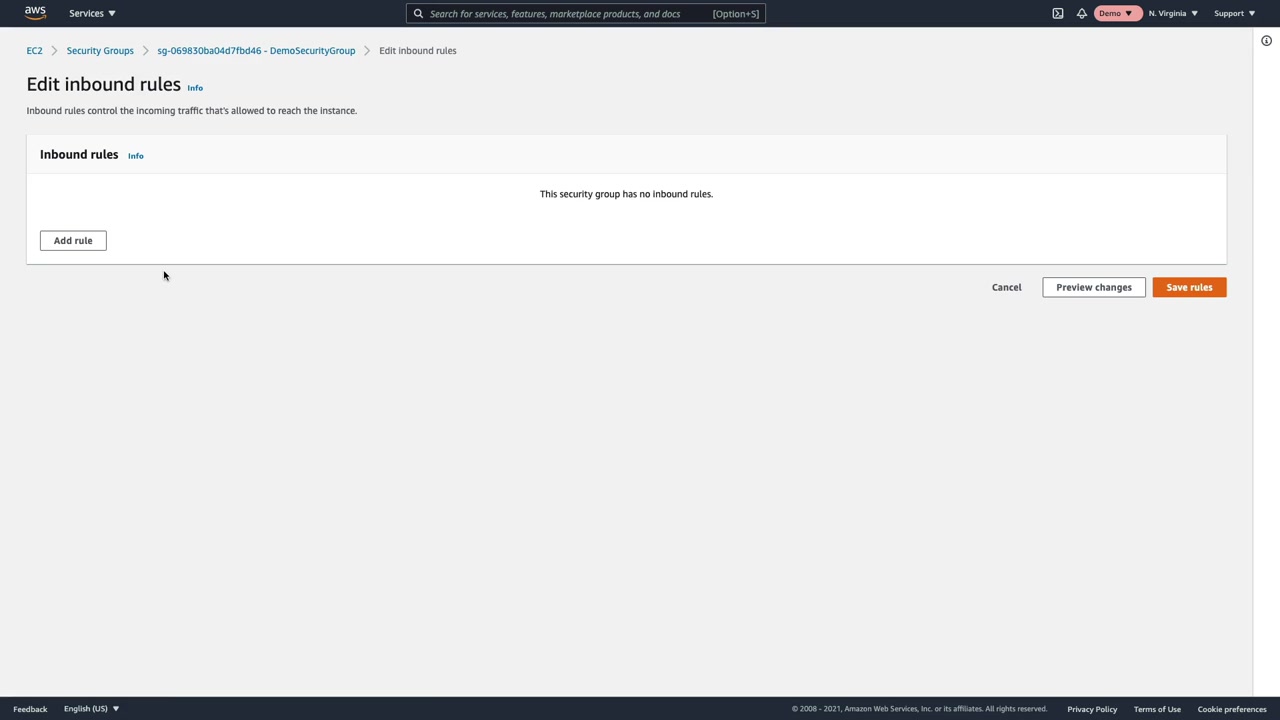 aws Services Search for services, features, marketplace products, and docs [Option+S] Demo N. Virginia Support
EC2 Security Groups sg-069830ba04d7fbd46 - DemoSecurityGroup Edit inbound rules
Edit inbound rules Info
Inbound rules control the incoming traffic that's allowed to reach the instance.
Inbound rules Info
This security group has no inbound rules.
Add rule
Cancel Preview changes Save rules
Feedback English (US) © 2008 - 2021, Amazon Web Services, Inc. or its affiliates. All rights reserved. Privacy Policy Terms of Use Cookie preferences